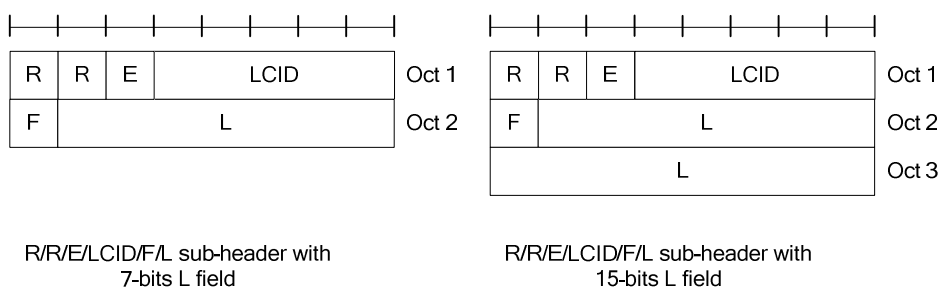 R R E LCID Oct 1
F L Oct 2
R/R/E/LCID/F/L sub-header with
7-bits L field
R R E LCID Oct 1
F L Oct 2
L Oct 3
R/R/E/LCID/F/L sub-header with
15-bits L field